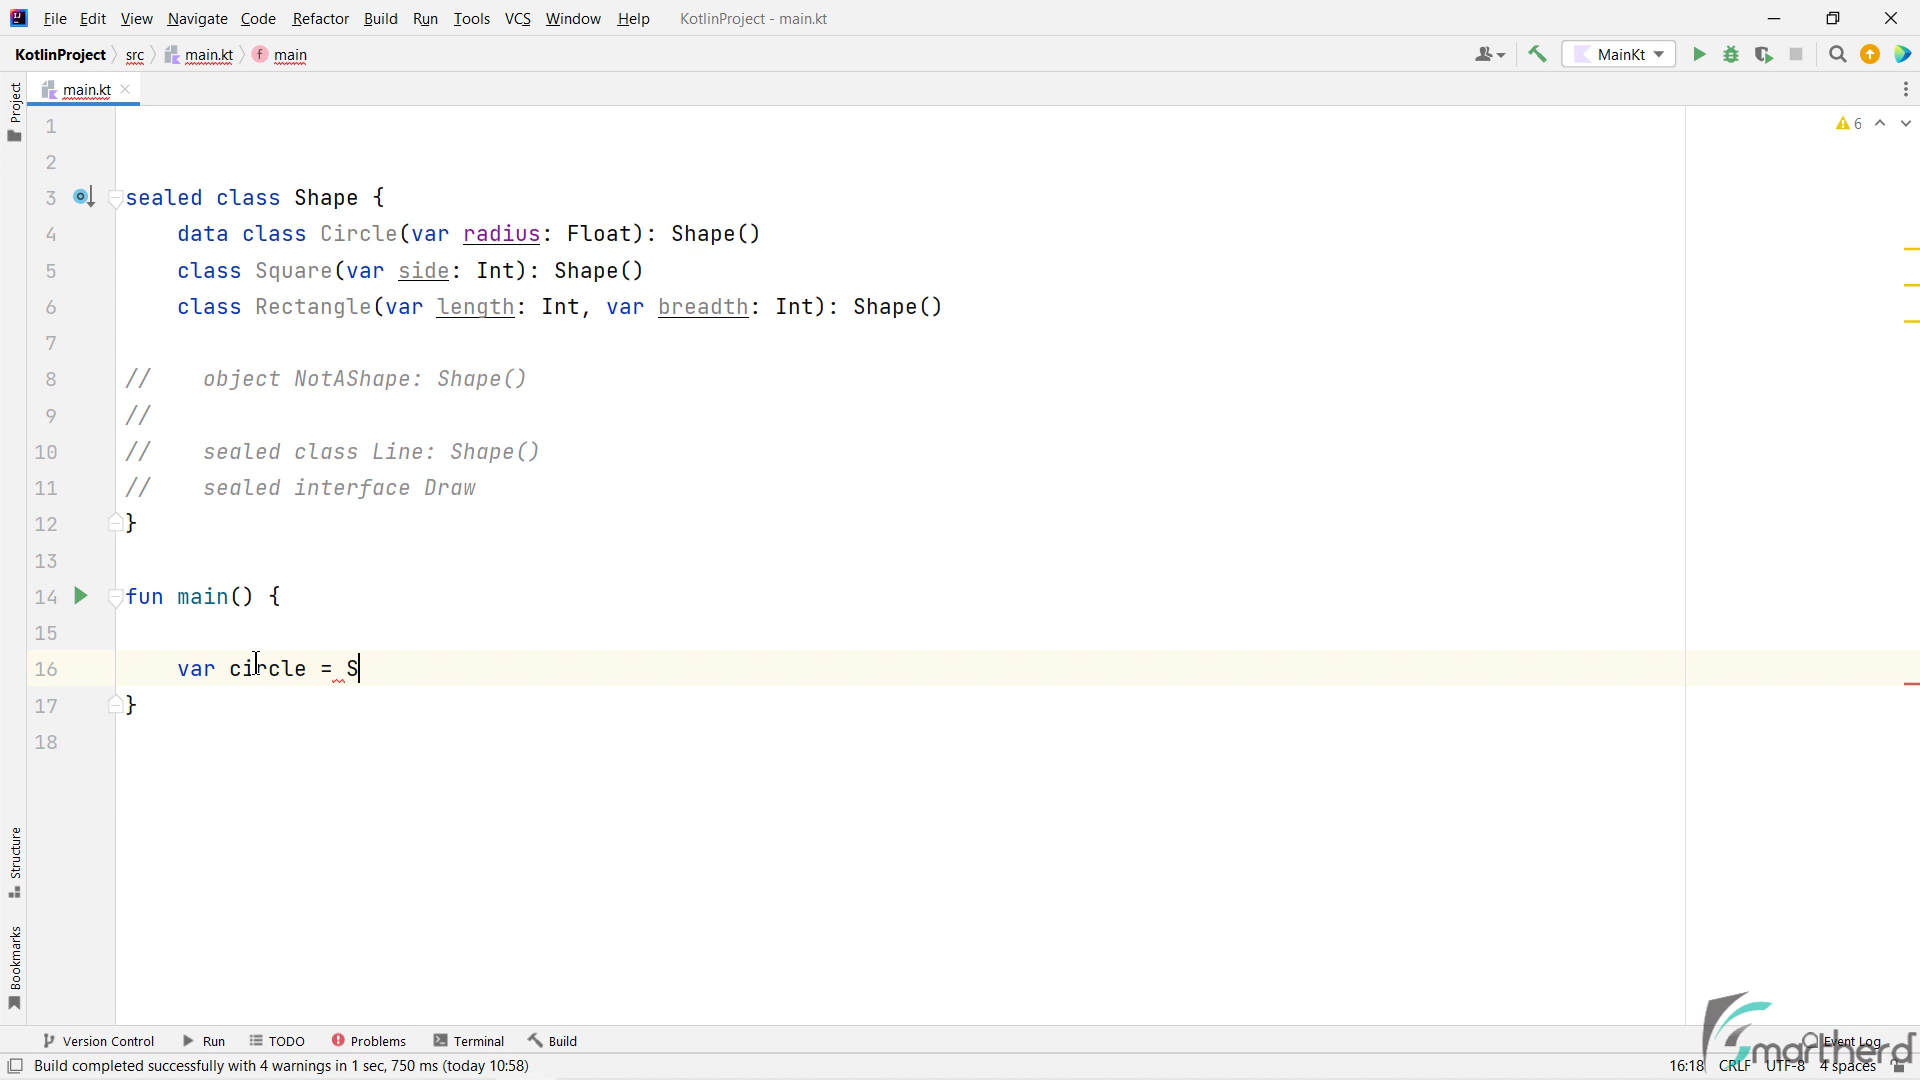 File Edit View Navigate Code Refactor Build Run Tools VCS Window Help KotlinProject - main.kt
KotlinProject src main.kt main MainKt
Project main.kt
6
1
2
3 sealed class Shape {
4 data class Circle(var radius: Float): Shape()
5 class Square(var side: Int): Shape()
6 class Rectangle(var length: Int, var breadth: Int): Shape()
7
8 // object NotAShape: Shape()
9 //
10 // sealed class Line: Shape()
11 // sealed interface Draw
12 }
13
14 fun main() {
15
16 var circle = S
17 }
18
Structure
Bookmarks
Version Control Run TODO Problems Terminal Build Event Log
Build completed successfully with 4 warnings in 1 sec, 750 ms (today 10:58) 16:18 CRLF UTF-8 4 spaces
martherd